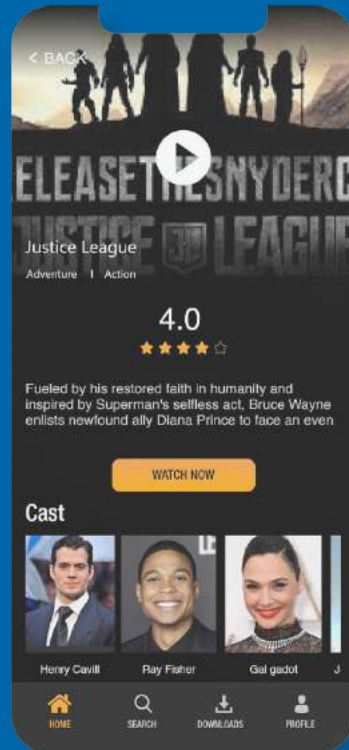 < BACK
ELEASETHESNYDERC
JUSTICE LEAGUE
Justice League
Adventure I Action
4.0
Fueled by his restored faith in humanity and
inspired by Superman's selfless act, Bruce Wayne
enlists newfound ally Diana Prince to face an even
WATCH NOW
Cast
LE
Henry Cavill
Ray Fisher
Gal gadot
J
HOME
SEARCH
DOWNLOADS
PROFILE